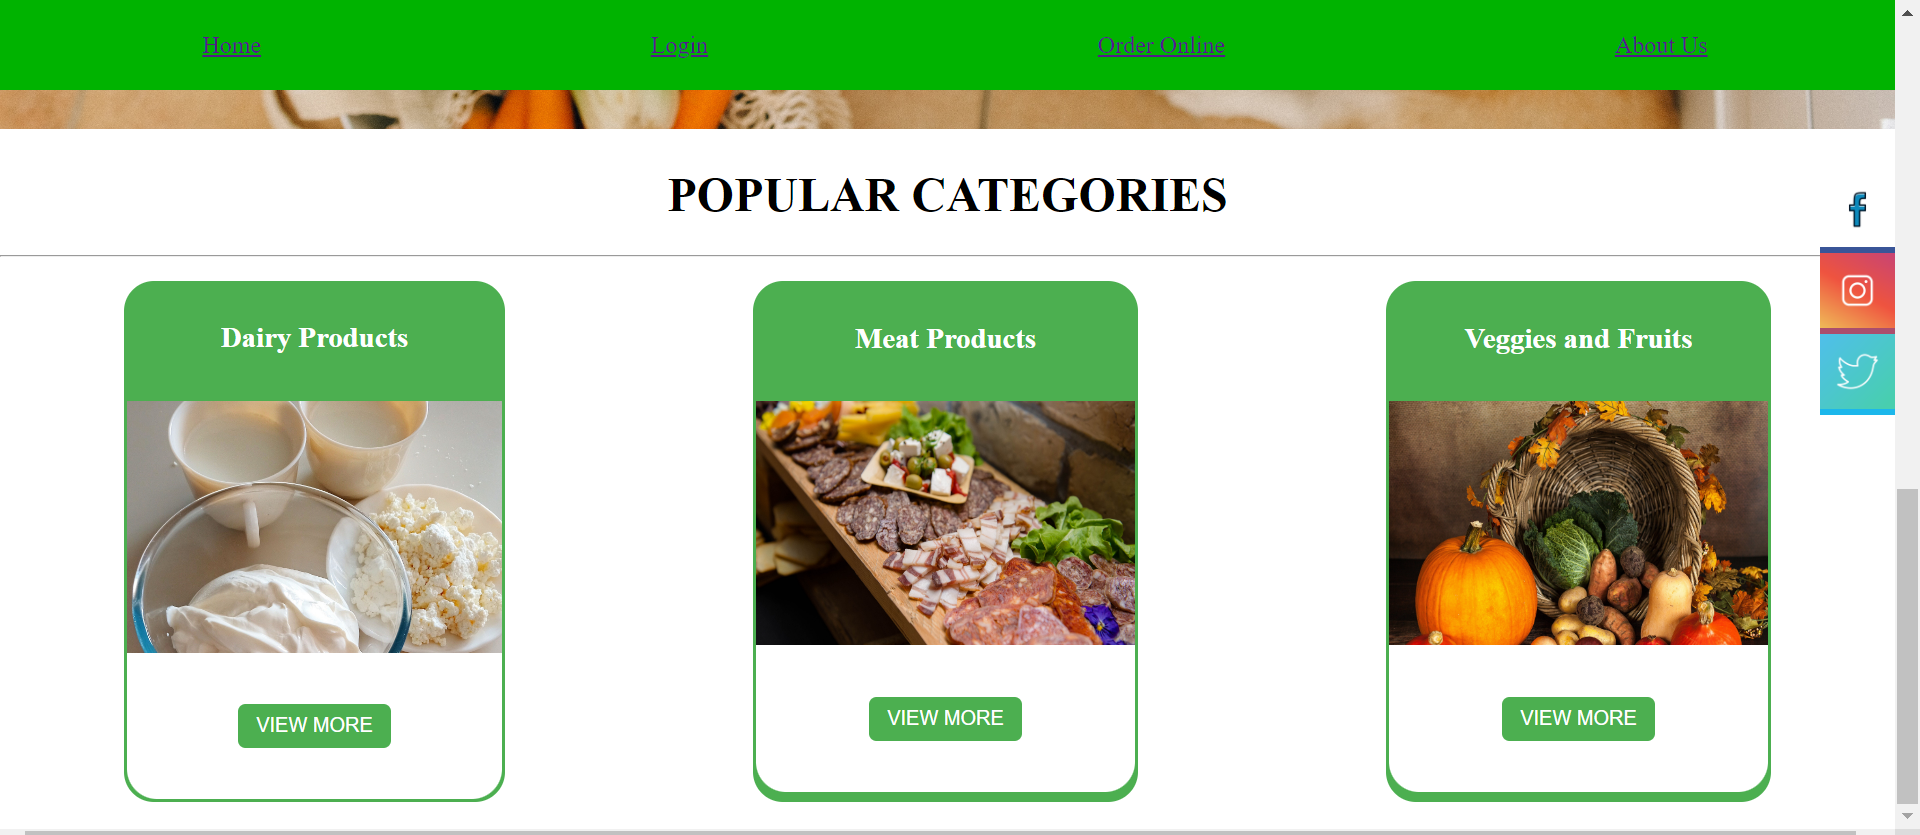 Home Login Order Online About Us
POPULAR CATEGORIES
Dairy Products Meat Products Veggies and Fruits
VIEW MORE VIEW MORE VIEW MORE